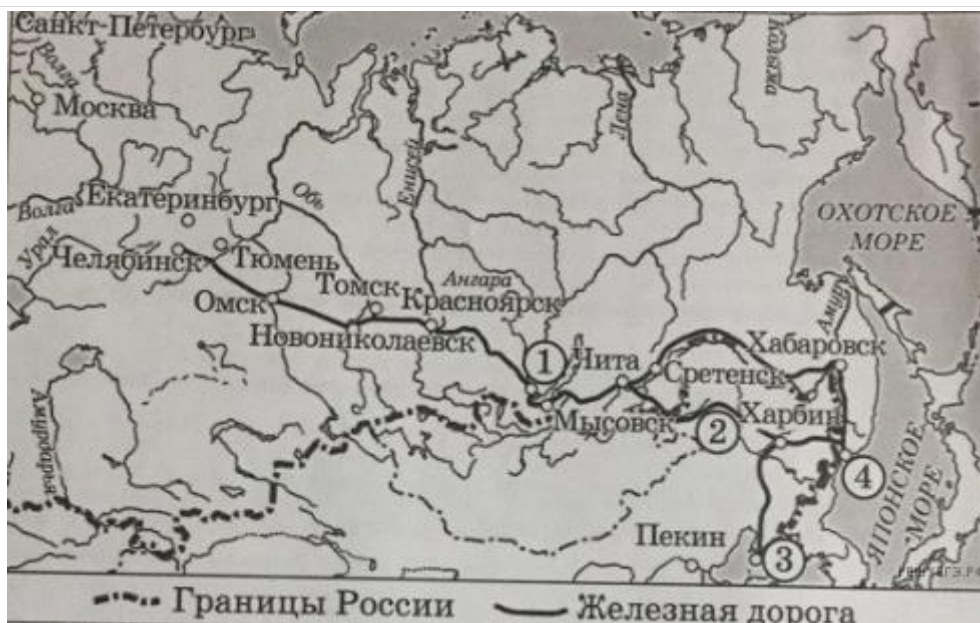 Санкт-Петербург
Волга
Москва
Колыма
Лена
Енисей
Обь
Волга
Екатеринбург
ОХОТСКОЕ
МОРЕ
Урал
Челябинск
Тюмень
Ангара
Томск
Красноярск
Омск
Новониколаевск
Амур
1
Чита
Хабаровск
Сретенск
Мысовск
Харбин
2
4
Амударья
ЯПОНСКОЕ
МОРЕ
Пекин
3
Границы России
Железная дорога